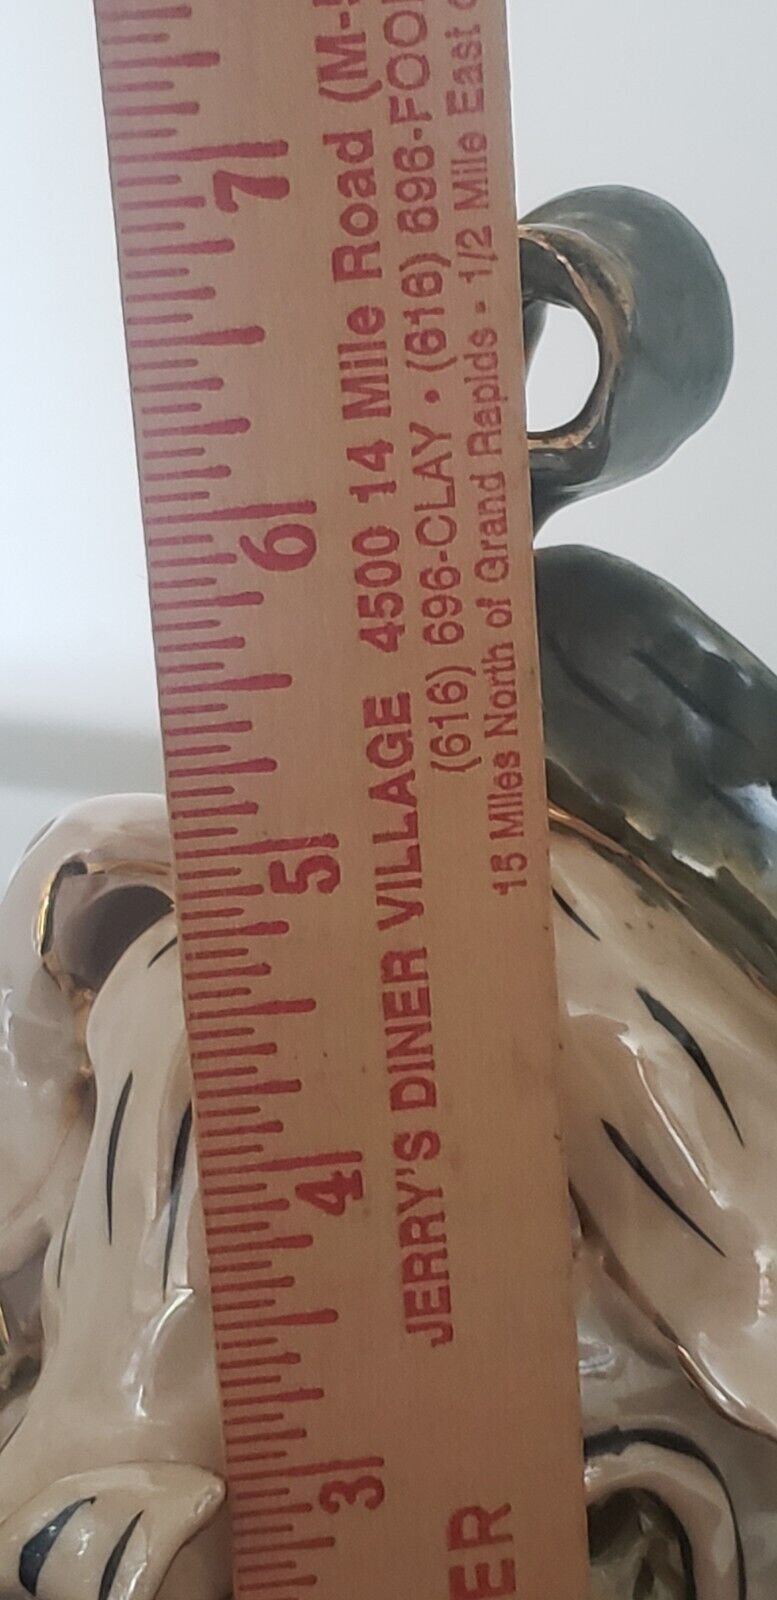 JERRY'S DINER VILLAGE 4500 14 Mile Road (M-5
(616) 696-CLAY • (616) 696-FOO
15 Miles North of Grand Rapids - 1/2 Mile East
ER
7
6
5
4
3